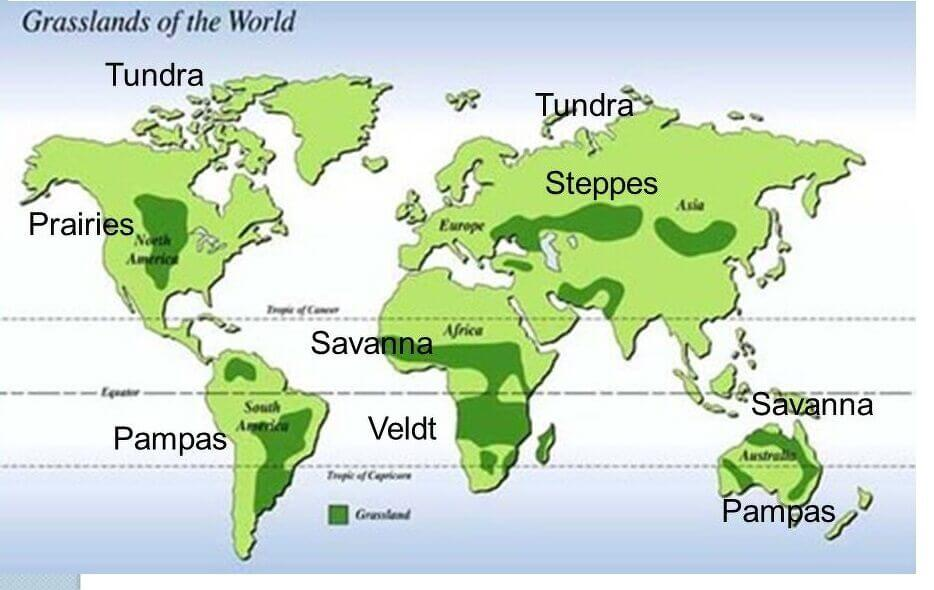 Grasslands of the World
Tundra
Tundra
Steppes
Asia
Prairies
Europe
North
America
Tropic of Cancer
Africa
Savanna
Equator
Savanna
South
America
Veldt
Pampas
Australia
Tropic of Capricorn
Pampas
Grassland